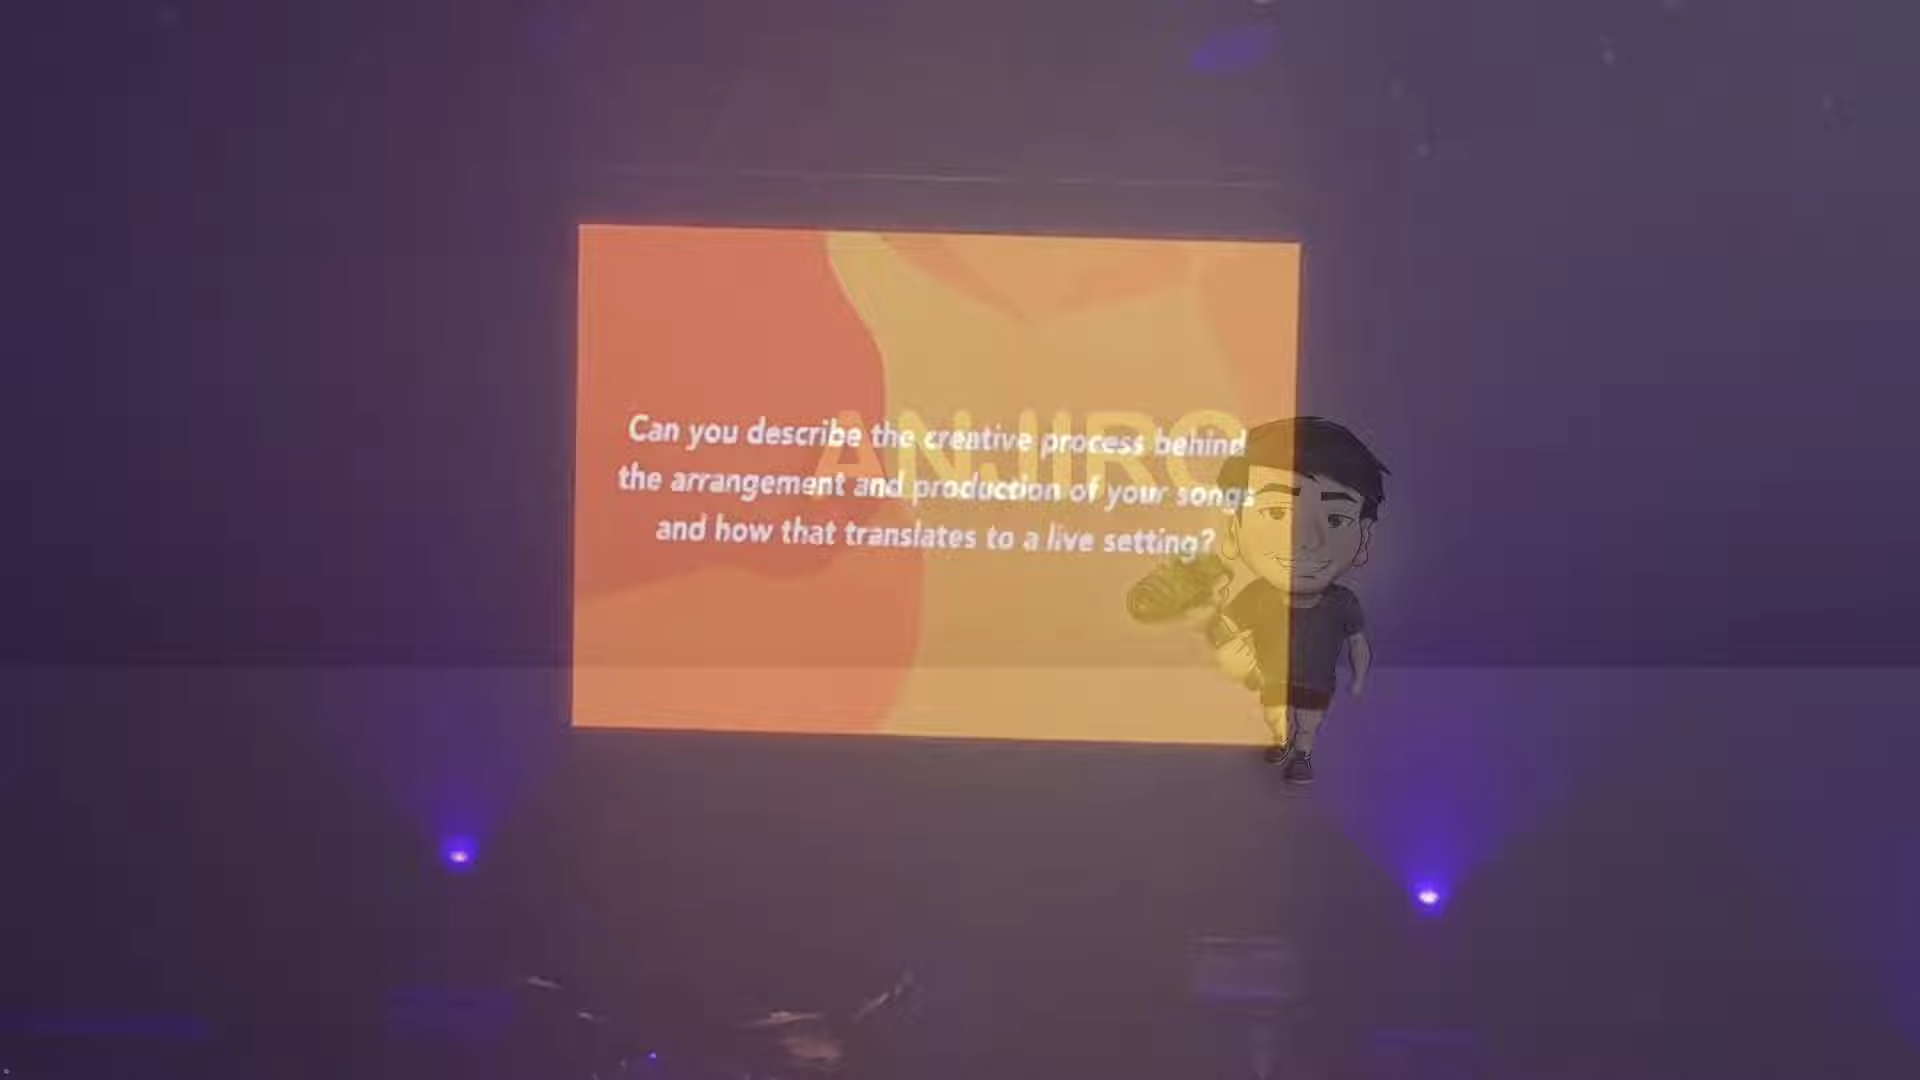 ANJIRO
Can you describe the creative process behind
the arrangement and production of your songs
and how that translates to a live setting?